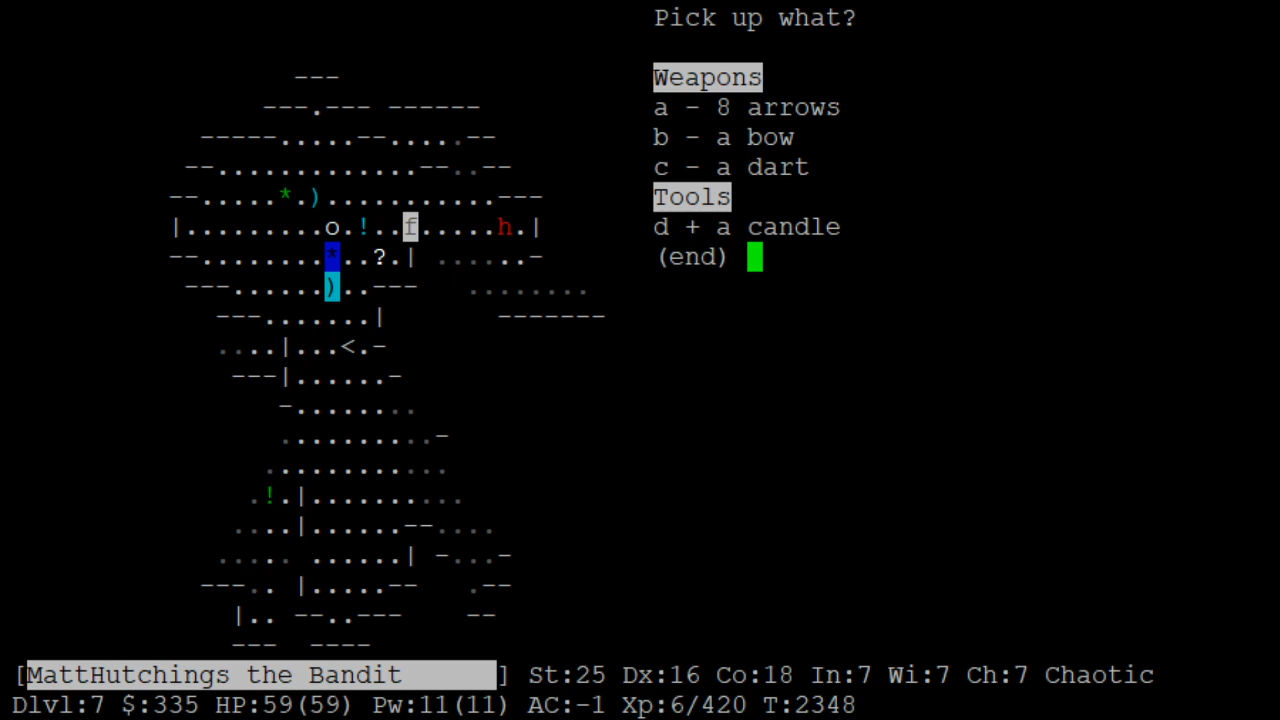 Pick up what?
---
---.--- ------
Weapons
a - 8 arrows
-----.....--.....--
b - a bow
--.............--..--
c - a dart
--.....*.)............---
Tools
|.........o.!..f.....h.|
d + a candle
--........*..?.| ......-
(end)
---......)..--- ........
---.......| -------
....|...<.-
---|......-
-........
.........-
............
.!.|..........
....|......--....
..... ......| -...-
---.. |.....-- .--
|.. --..--- --
--- ----
[MattHutchings the Bandit ] St:25 Dx:16 Co:18 In:7 Wi:7 Ch:7 Chaotic
Dlvl:7 $:335 HP:59(59) Pw:11(11) AC:-1 Xp:6/420 T:2348